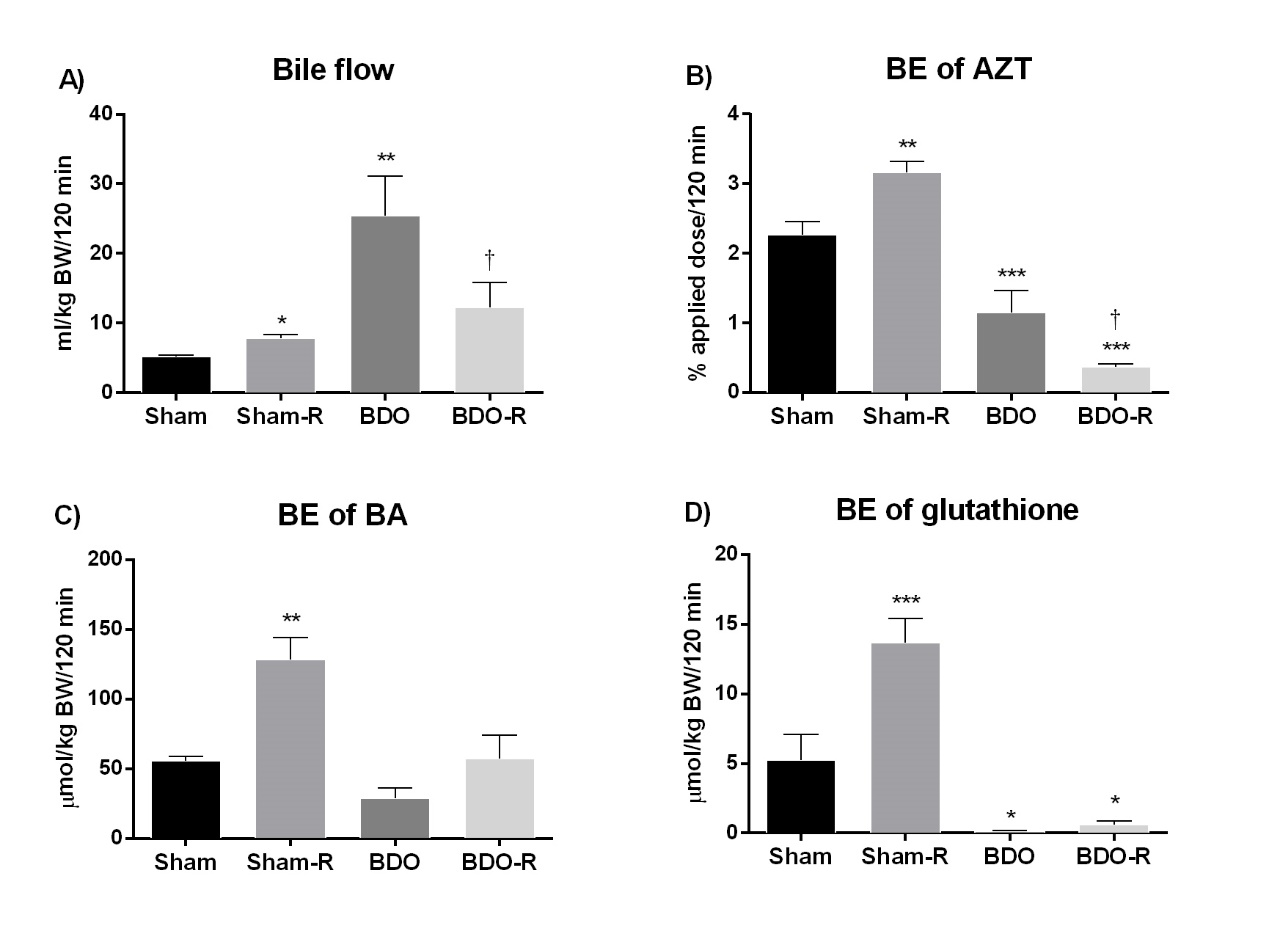 A) Bile flow
ml/kg BW/120 min
40
30
**
20
†
10
*
0
Sham Sham-R BDO BDO-R
B) BE of AZT
% applied dose/120 min
4
**
3
2
***
†
1
***
0
Sham Sham-R BDO BDO-R
C) BE of BA
μmol/kg BW/120 min
200
**
150
100
50
0
Sham Sham-R BDO BDO-R
D) BE of glutathione
μmol/kg BW/120 min
20
***
15
10
5
* *
0
Sham Sham-R BDO BDO-R